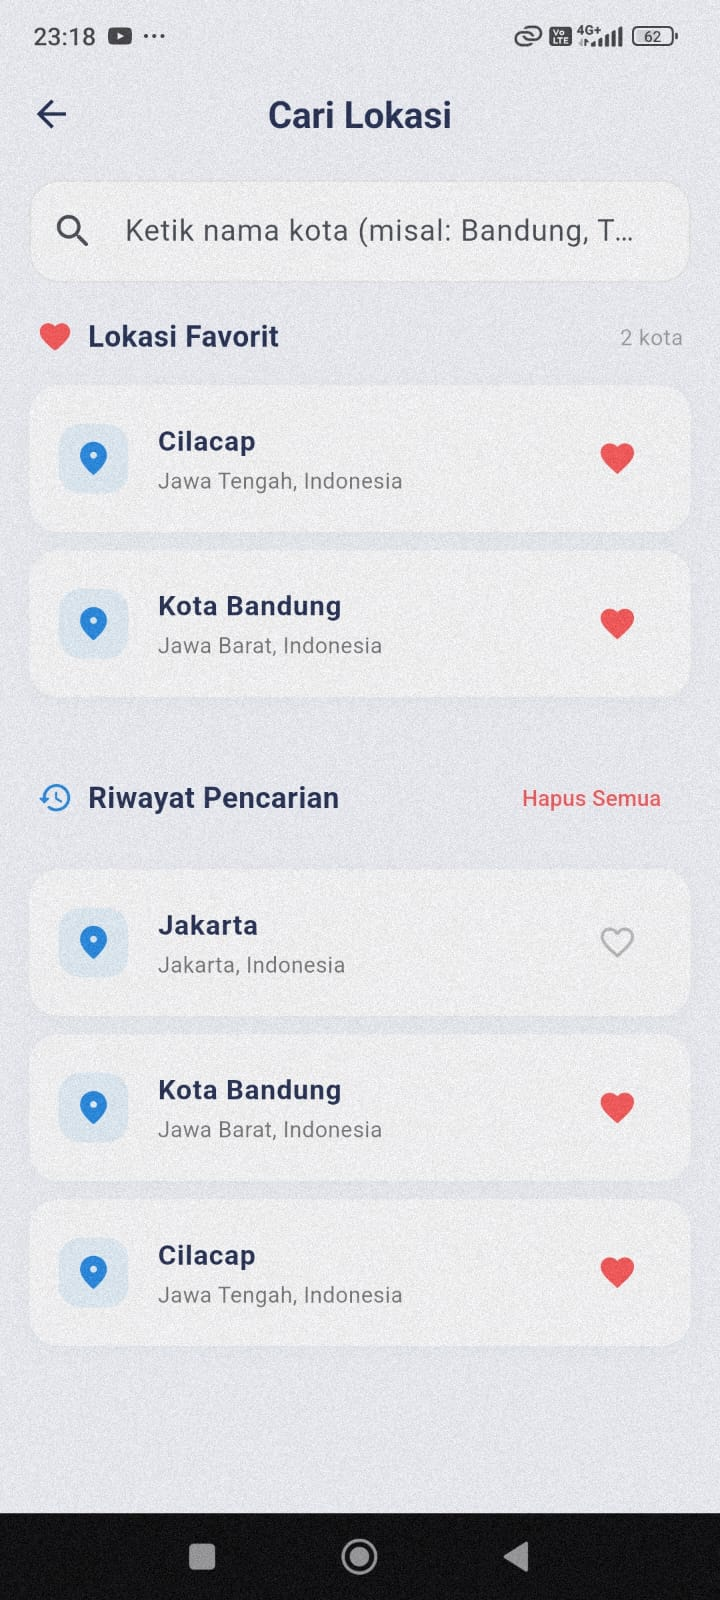 23:18
Vo
LTE
4G+
62
Cari Lokasi
Ketik nama kota (misal: Bandung, T...
Lokasi Favorit
2 kota
Cilacap
Jawa Tengah, Indonesia
Kota Bandung
Jawa Barat, Indonesia
Riwayat Pencarian
Hapus Semua
Jakarta
Jakarta, Indonesia
Kota Bandung
Jawa Barat, Indonesia
Cilacap
Jawa Tengah, Indonesia